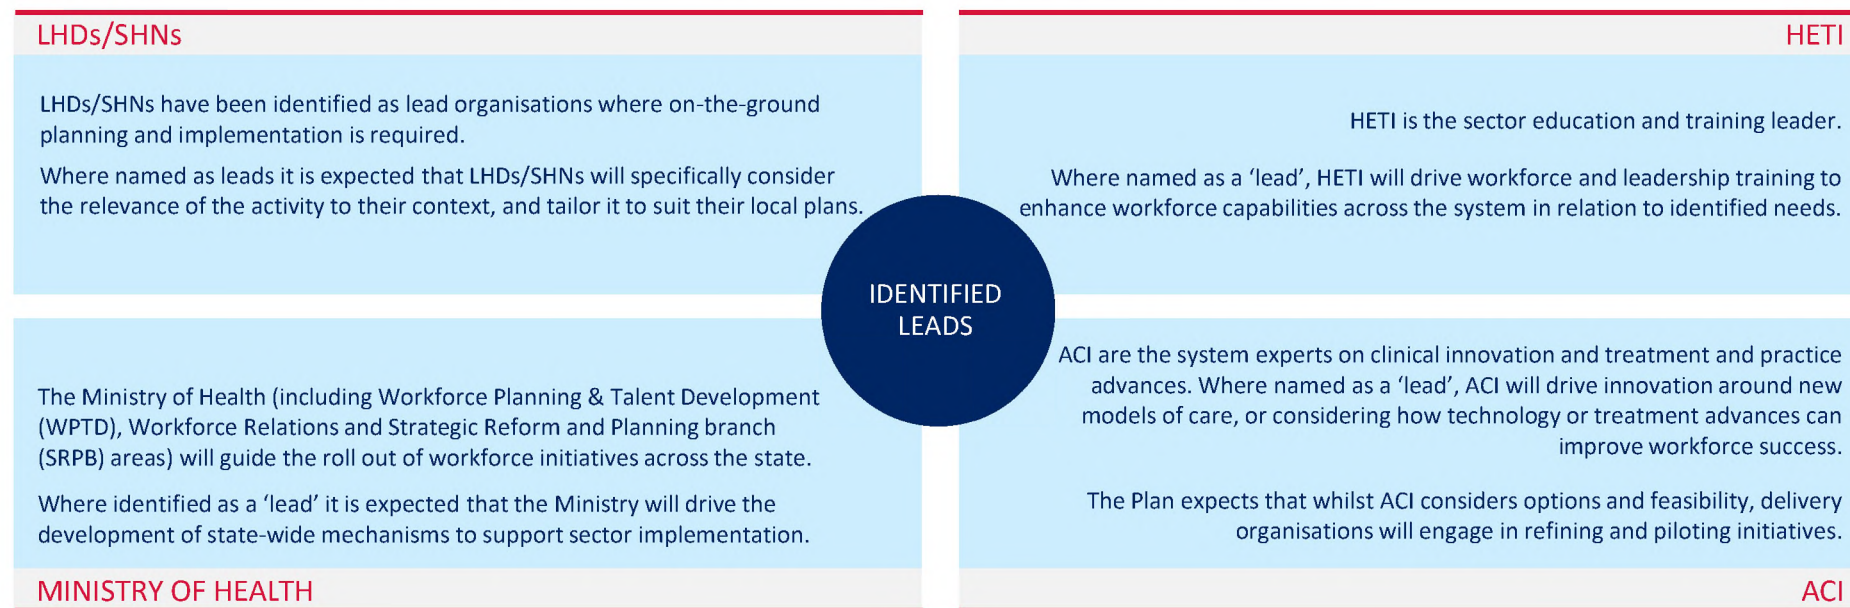 LHDs/SHNs
LHDs/SHNs have been identified as lead organisations where on-the-ground
planning and implementation is required.
Where named as leads it is expected that LHDs/SHNs will specifically consider
the relevance of the activity to their context, and tailor it to suit their local plans.
HETI
HETI is the sector education and training leader.
Where named as a ‘lead’, HETI will drive workforce and leadership training to
enhance workforce capabilities across the system in relation to identified needs.
IDENTIFIED
LEADS
The Ministry of Health (including Workforce Planning & Talent Development
(WPTD), Workforce Relations and Strategic Reform and Planning branch
(SRPB) areas) will guide the roll out of workforce initiatives across the state.
Where identified as a ‘lead’ it is expected that the Ministry will drive the
development of state-wide mechanisms to support sector implementation.
MINISTRY OF HEALTH
ACI are the system experts on clinical innovation and treatment and practice
advances. Where named as a ‘lead’, ACI will drive innovation around new
models of care, or considering how technology or treatment advances can
improve workforce success.
The Plan expects that whilst ACI considers options and feasibility, delivery
organisations will engage in refining and piloting initiatives.
ACI